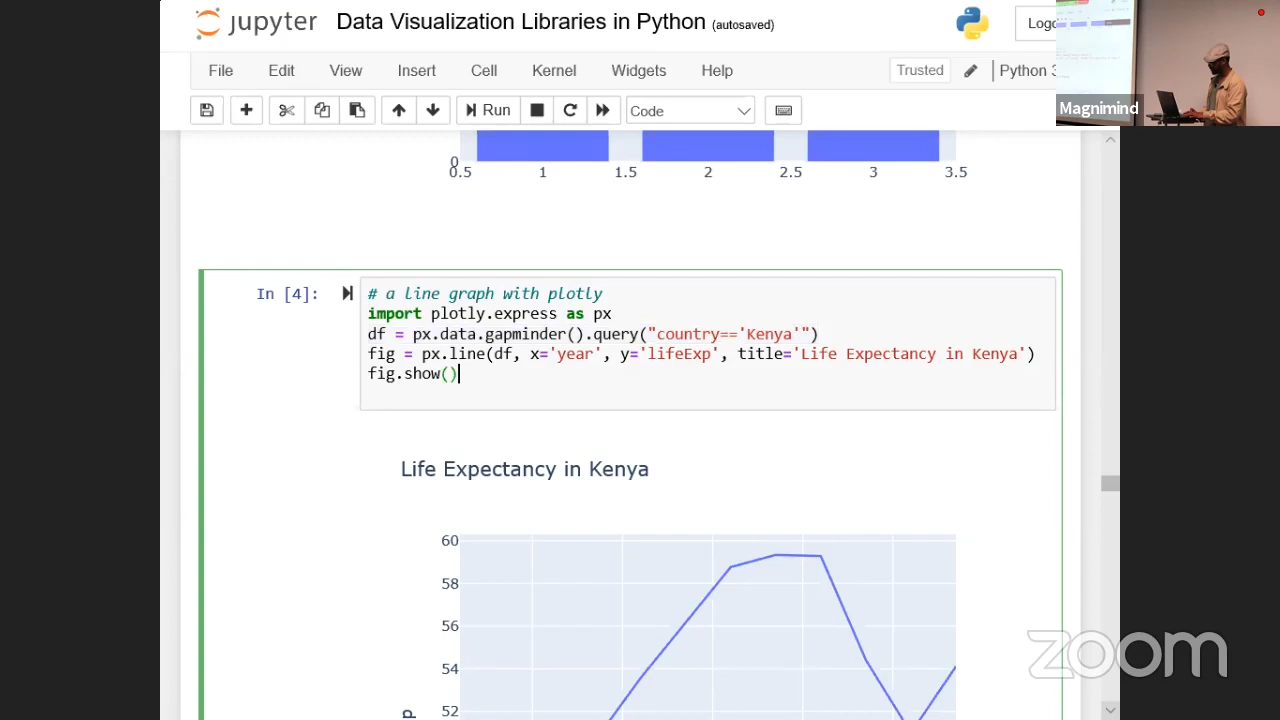 jupyter Data Visualization Libraries in Python (autosaved)
File Edit View Insert Cell Kernel Widgets Help Trusted Python 3
Run Code
Magnimind
0
0.5 1 1.5 2 2.5 3 3.5
In [4]:
# a line graph with plotly
import plotly.express as px
df = px.data.gapminder().query("country=='Kenya'")
fig = px.line(df, x='year', y='lifeExp', title='Life Expectancy in Kenya')
fig.show()
Life Expectancy in Kenya
60
58
56
54
52
p
zoom